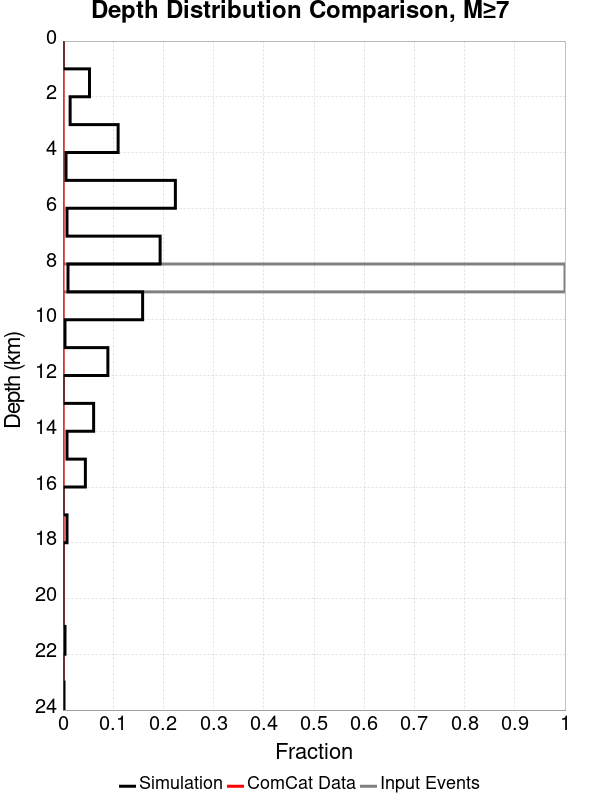 Depth Distribution Comparison, M≥7
0
2
4
6
8
10
12
14
16
18
20
22
24
Depth (km)
0 0.1 0.2 0.3 0.4 0.5 0.6 0.7 0.8 0.9 1
Fraction
Simulation ComCat Data Input Events